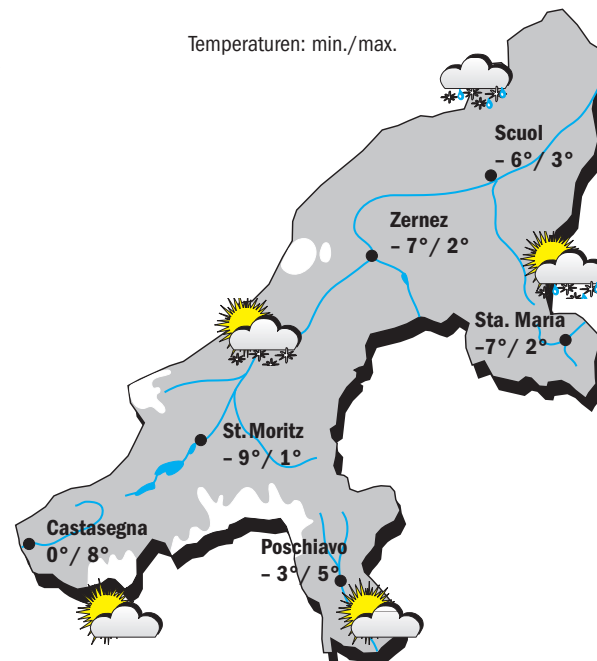 Temperaturen: min./max.
Scuol
– 6°/ 3°
Zernez
– 7°/ 2°
Sta. Maria
–7°/ 2°
St. Moritz
– 9°/ 1°
Castasegna
0°/ 8°
Poschiavo
– 3°/ 5°